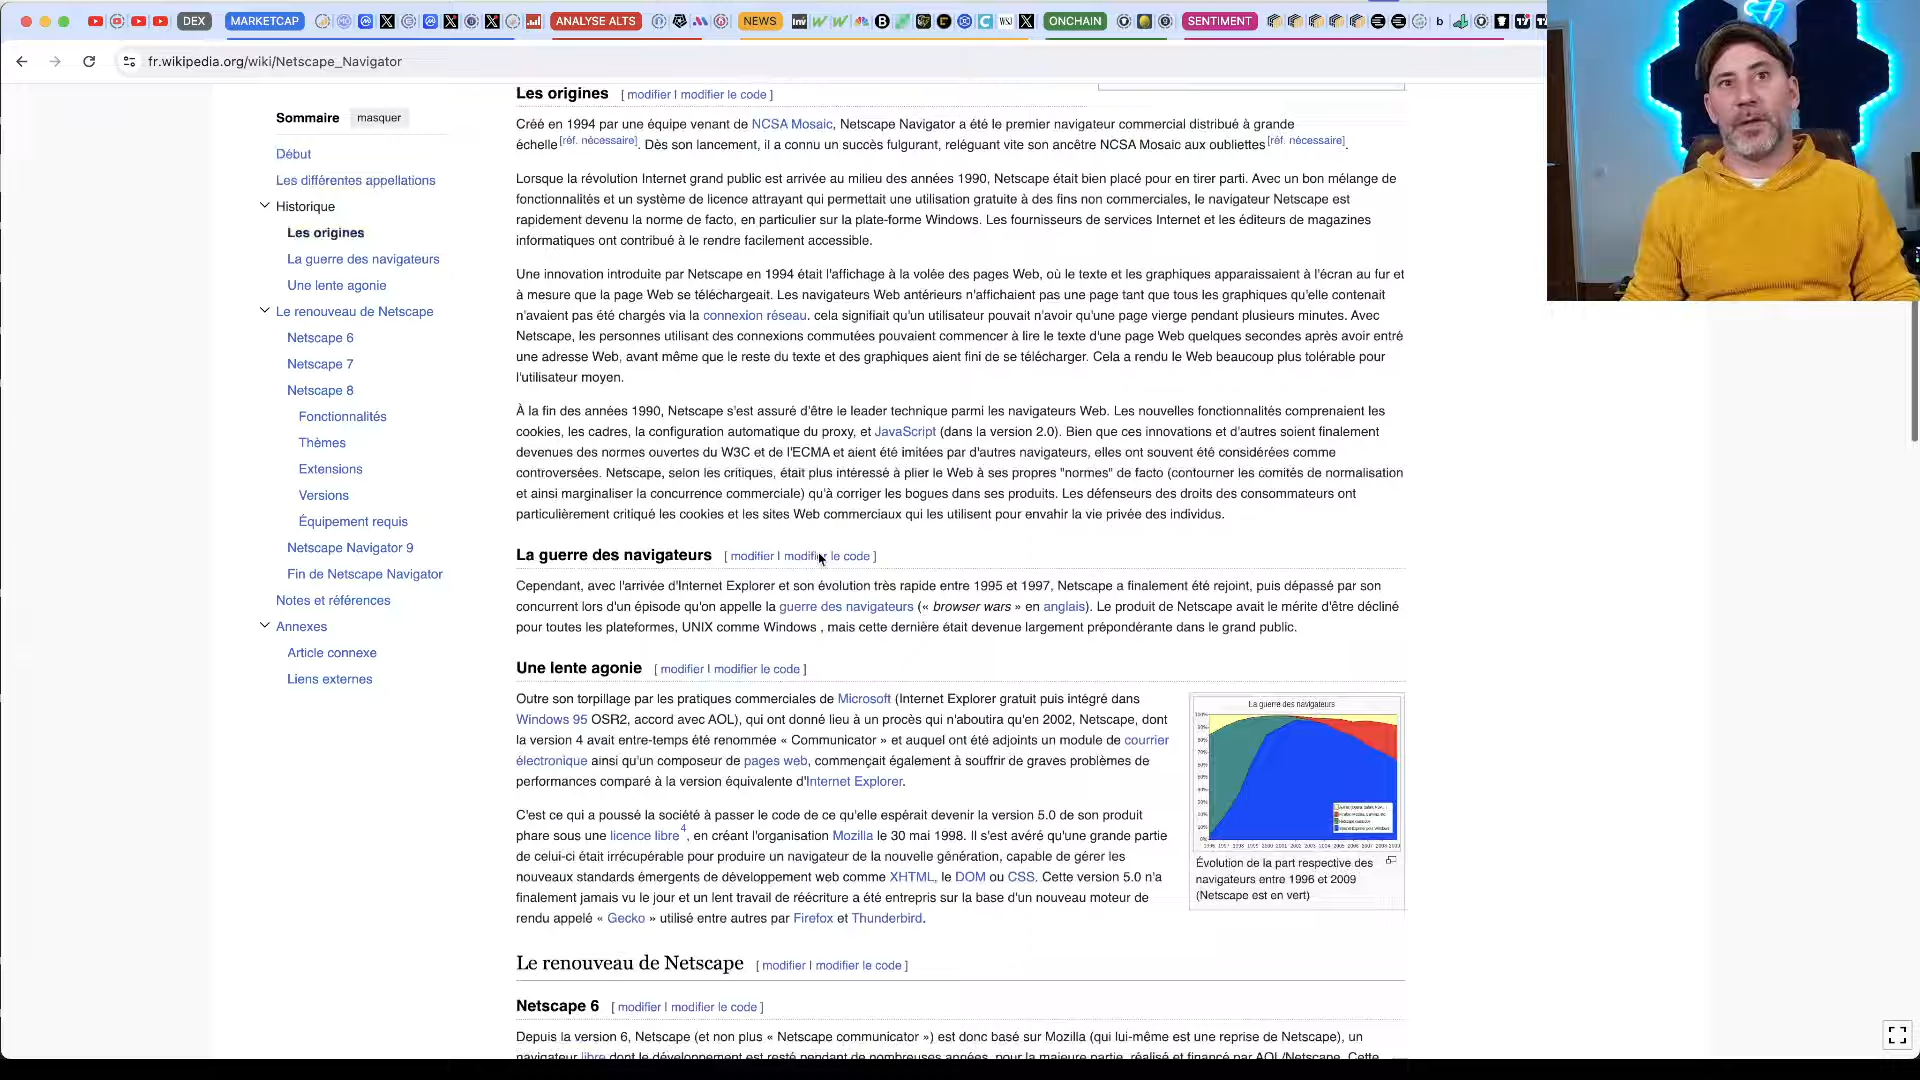 DEX
MARKETCAP
ANALYSE ALTS
NEWS
ONCHAIN
SENTIMENT
fr.wikipedia.org/wiki/Netscape_Navigator
Sommaire masquer
Début
Les différentes appellations
Historique
Les origines
La guerre des navigateurs
Une lente agonie
Le renouveau de Netscape
Netscape 6
Netscape 7
Netscape 8
Fonctionnalités
Thèmes
Extensions
Versions
Équipement requis
Netscape Navigator 9
Fin de Netscape Navigator
Notes et références
Annexes
Article connexe
Liens externes
Les origines [ modifier | modifier le code ]
Créé en 1994 par une équipe venant de NCSA Mosaic, Netscape Navigator a été le premier navigateur commercial distribué à grande
échelle[réf. nécessaire]. Dès son lancement, il a connu un succès fulgurant, reléguant vite son ancêtre NCSA Mosaic aux oubliettes[réf. nécessaire].
Lorsque la révolution Internet grand public est arrivée au milieu des années 1990, Netscape était bien placé pour en tirer parti. Avec un bon mélange de
fonctionnalités et un système de licence attrayant qui permettait une utilisation gratuite à des fins non commerciales, le navigateur Netscape est
rapidement devenu la norme de facto, en particulier sur la plate-forme Windows. Les fournisseurs de services Internet et les éditeurs de magazines
informatiques ont contribué à le rendre facilement accessible.
Une innovation introduite par Netscape en 1994 était l'affichage à la volée des pages Web, où le texte et les graphiques apparaissaient à l'écran au fur et
à mesure que la page Web se téléchargeait. Les navigateurs Web antérieurs n'affichaient pas une page tant que tous les graphiques qu'elle contenait
n'avaient pas été chargés via la connexion réseau. cela signifiait qu'un utilisateur pouvait n'avoir qu'une page vierge pendant plusieurs minutes. Avec
Netscape, les personnes utilisant des connexions commutées pouvaient commencer à lire le texte d'une page Web quelques secondes après avoir entré
une adresse Web, avant même que le reste du texte et des graphiques aient fini de se télécharger. Cela a rendu le Web beaucoup plus tolérable pour
l'utilisateur moyen.
À la fin des années 1990, Netscape s'est assuré d'être le leader technique parmi les navigateurs Web. Les nouvelles fonctionnalités comprenaient les
cookies, les cadres, la configuration automatique du proxy, et JavaScript (dans la version 2.0). Bien que ces innovations et d'autres soient finalement
devenues des normes ouvertes du W3C et de l'ECMA et aient été imitées par d'autres navigateurs, elles ont souvent été considérées comme
controversées. Netscape, selon les critiques, était plus intéressé à plier le Web à ses propres "normes" de facto (contourner les comités de normalisation
et ainsi marginaliser la concurrence commerciale) qu'à corriger les bogues dans ses produits. Les défenseurs des droits des consommateurs ont
particulièrement critiqué les cookies et les sites Web commerciaux qui les utilisent pour envahir la vie privée des individus.
La guerre des navigateurs [ modifier | modifier le code ]
Cependant, avec l'arrivée d'Internet Explorer et son évolution très rapide entre 1995 et 1997, Netscape a finalement été rejoint, puis dépassé par son
concurrent lors d'un épisode qu'on appelle la guerre des navigateurs (« browser wars » en anglais). Le produit de Netscape avait le mérite d'être décliné
pour toutes les plateformes, UNIX comme Windows , mais cette dernière était devenue largement prépondérante dans le grand public.
Une lente agonie [ modifier | modifier le code ]
Outre son torpillage par les pratiques commerciales de Microsoft (Internet Explorer gratuit puis intégré dans
Windows 95 OSR2, accord avec AOL), qui ont donné lieu à un procès qui n'aboutira qu'en 2002, Netscape, dont
la version 4 avait entre-temps été renommée « Communicator » et auquel ont été adjoints un module de courrier
électronique ainsi qu'un composeur de pages web, commençait également à souffrir de graves problèmes de
performances comparé à la version équivalente d'Internet Explorer.
C'est ce qui a poussé la société à passer le code de ce qu'elle espérait devenir la version 5.0 de son produit
phare sous une licence libre4, en créant l'organisation Mozilla le 30 mai 1998. Il s'est avéré qu'une grande partie
de celui-ci était irrécupérable pour produire un navigateur de la nouvelle génération, capable de gérer les
nouveaux standards émergents de développement web comme XHTML, le DOM ou CSS. Cette version 5.0 n'a
finalement jamais vu le jour et un lent travail de réécriture a été entrepris sur la base d'un nouveau moteur de
rendu appelé « Gecko » utilisé entre autres par Firefox et Thunderbird.
La guerre des navigateurs
Évolution de la part respective des
navigateurs entre 1996 et 2009
(Netscape est en vert)
Le renouveau de Netscape [ modifier | modifier le code ]
Netscape 6 [ modifier | modifier le code ]
Depuis la version 6, Netscape (et non plus « Netscape communicator ») est donc basé sur Mozilla (qui lui-même est une reprise de Netscape), un
navigateur libre dont le développement est resté pendant de nombreuses années, pour la majeure partie, réalisé et financé par AOL/Netscape. Cette